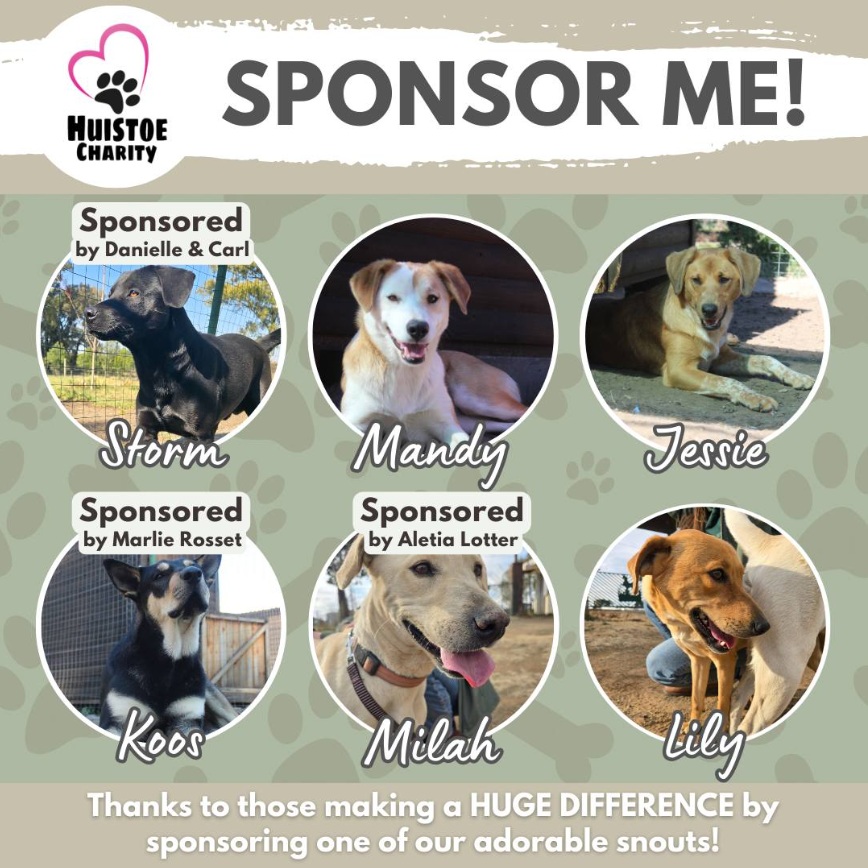 HUISTOE
CHARITY
SPONSOR ME!
Sponsored
by Danielle & Carl
Storm
Mandy
Jessie
Sponsored
by Marlie Rosset
Sponsored
by Aletia Lotter
Koos
Milah
Lily
Thanks to those making a HUGE DIFFERENCE by
sponsoring one of our adorable snouts!